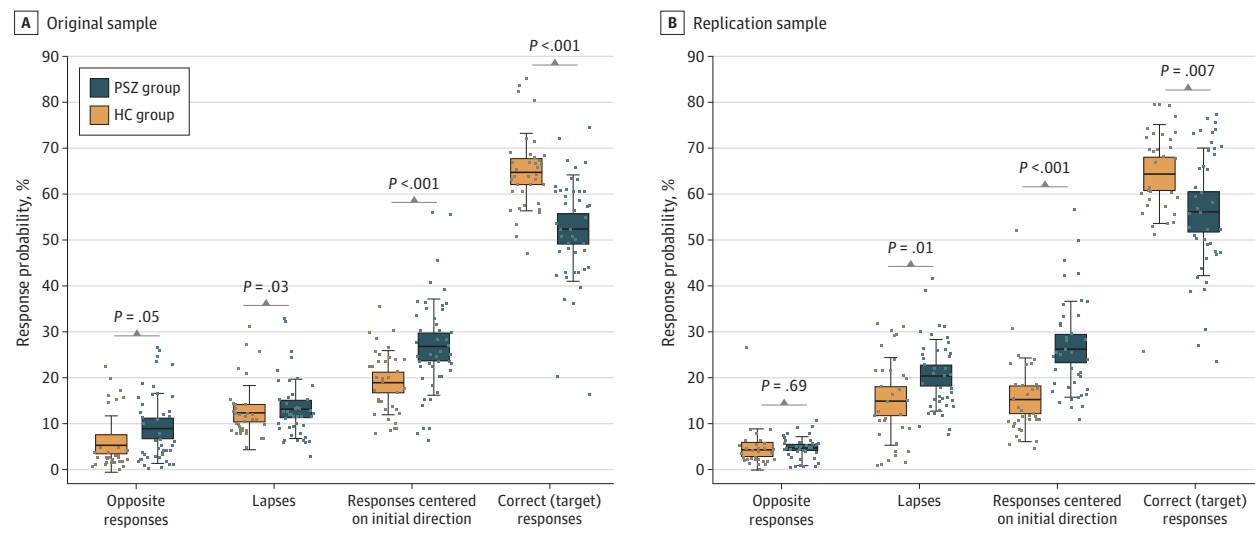 A Original sample
Response probability, %
90
80
70
60
50
40
30
20
10
0
PSZ group
HC group
P = .05
P = .03
P <.001
P <.001
Opposite
responses
Lapses
Responses centered
on initial direction
Correct (target)
responses
B Replication sample
Response probability, %
90
80
70
60
50
40
30
20
10
0
P = .69
P = .01
P <.001
P = .007
Opposite
responses
Lapses
Responses centered
on initial direction
Correct (target)
responses